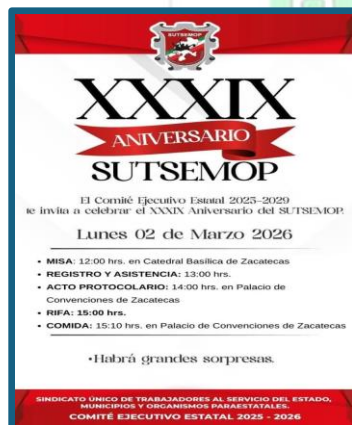 SUTSEMOP
XXXIX
ANIVERSARIO
SUTSEMOP
El Comité Ejecutivo Estatal 2025-2029
te invita a celebrar el XXXIX Aniversario del SUTSEMOP.
Lunes 02 de Marzo 2026
• MISA: 12:00 hrs. en Catedral Basílica de Zacatecas
• REGISTRO Y ASISTENCIA: 13:00 hrs.
• ACTO PROTOCOLARIO: 14:00 hrs. en Palacio de
Convenciones de Zacatecas
• RIFA: 15:00 hrs.
• COMIDA: 15:10 hrs. en Palacio de Convenciones de Zacatecas
•Habrá grandes sorpresas.
SINDICATO ÚNICO DE TRABAJADORES AL SERVICIO DEL ESTADO,
MUNICIPIOS Y ORGANISMOS PARAESTATALES.
COMITÉ EJECUTIVO ESTATAL 2025 - 2026